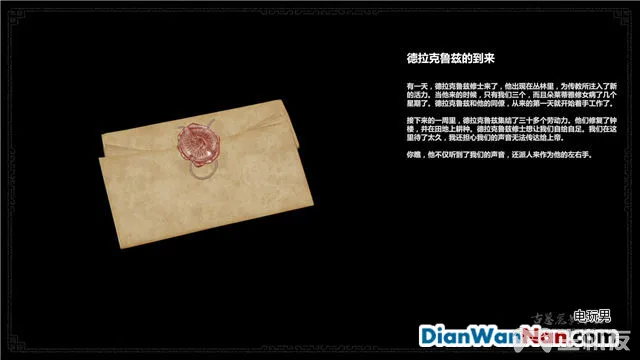 德拉克鲁兹的到来
有一天，德拉克鲁兹修士来了，他出现在丛林里，为传教所注入了新
的活力。当他来的时候，只有我们三个，而且朵莱蒂雅修女病了几个
星期了。德拉克鲁兹和他的同僚，从来的第一天就开始着手工作了。
接下来的一周里，德拉克鲁兹集结了三十多个劳动力。他们修复了钟
楼，并在田地上耕种。德拉克鲁兹修士想让我们自给自足。我们在这
里待了太久，我还担心我们的声音无法传达给上帝。
你瞧，他不仅听到了我们的声音，还派人来作为他的左右手。
电玩男
DianWanNan.com